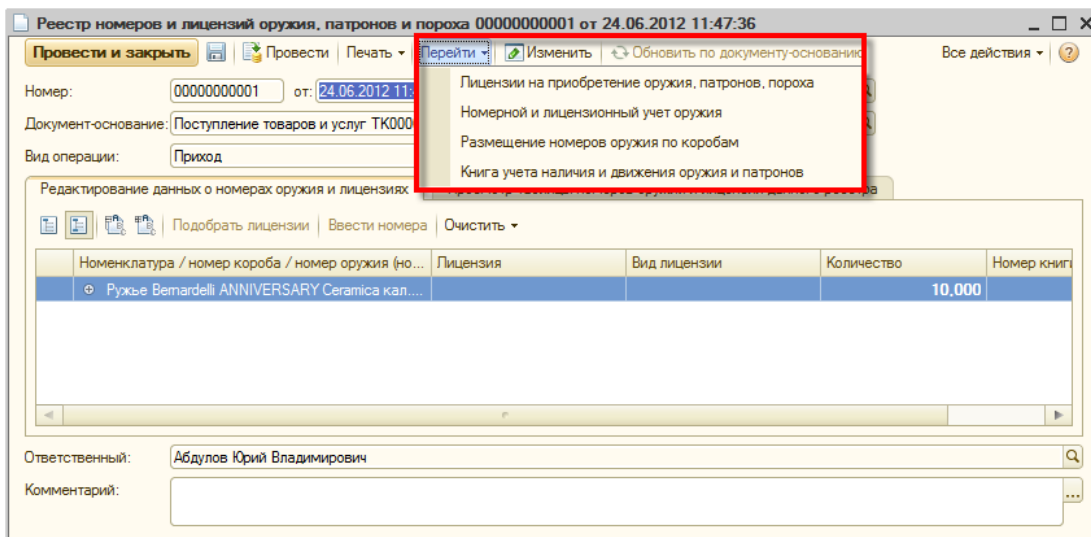 Реестр номеров и лицензий оружия, патронов и пороха 00000000001 от 24.06.2012 11:47:36
Провести и закрыть Провести Печать Перейти Изменить Обновить по документу-основанию Все действия
Лицензии на приобретение оружия, патронов, пороха
Номерной и лицензионный учет оружия
Размещение номеров оружия по коробам
Книга учета наличия и движения оружия и патронов
Номер: 00000000001 от: 24.06.2012 11:
Документ-основание: Поступление товаров и услуг ТК000
Вид операции: Приход
Редактирование данных о номерах оружия и лицензиях
Подобрать лицензии Ввести номера Очистить
Номенклатура / номер короба / номер оружия (но... Лицензия Вид лицензии Количество Номер книги
Ружье Bernardelli ANNIVERSARY Ceramica кал.... 10,000
Ответственный: Абдулов Юрий Владимирович
Комментарий: